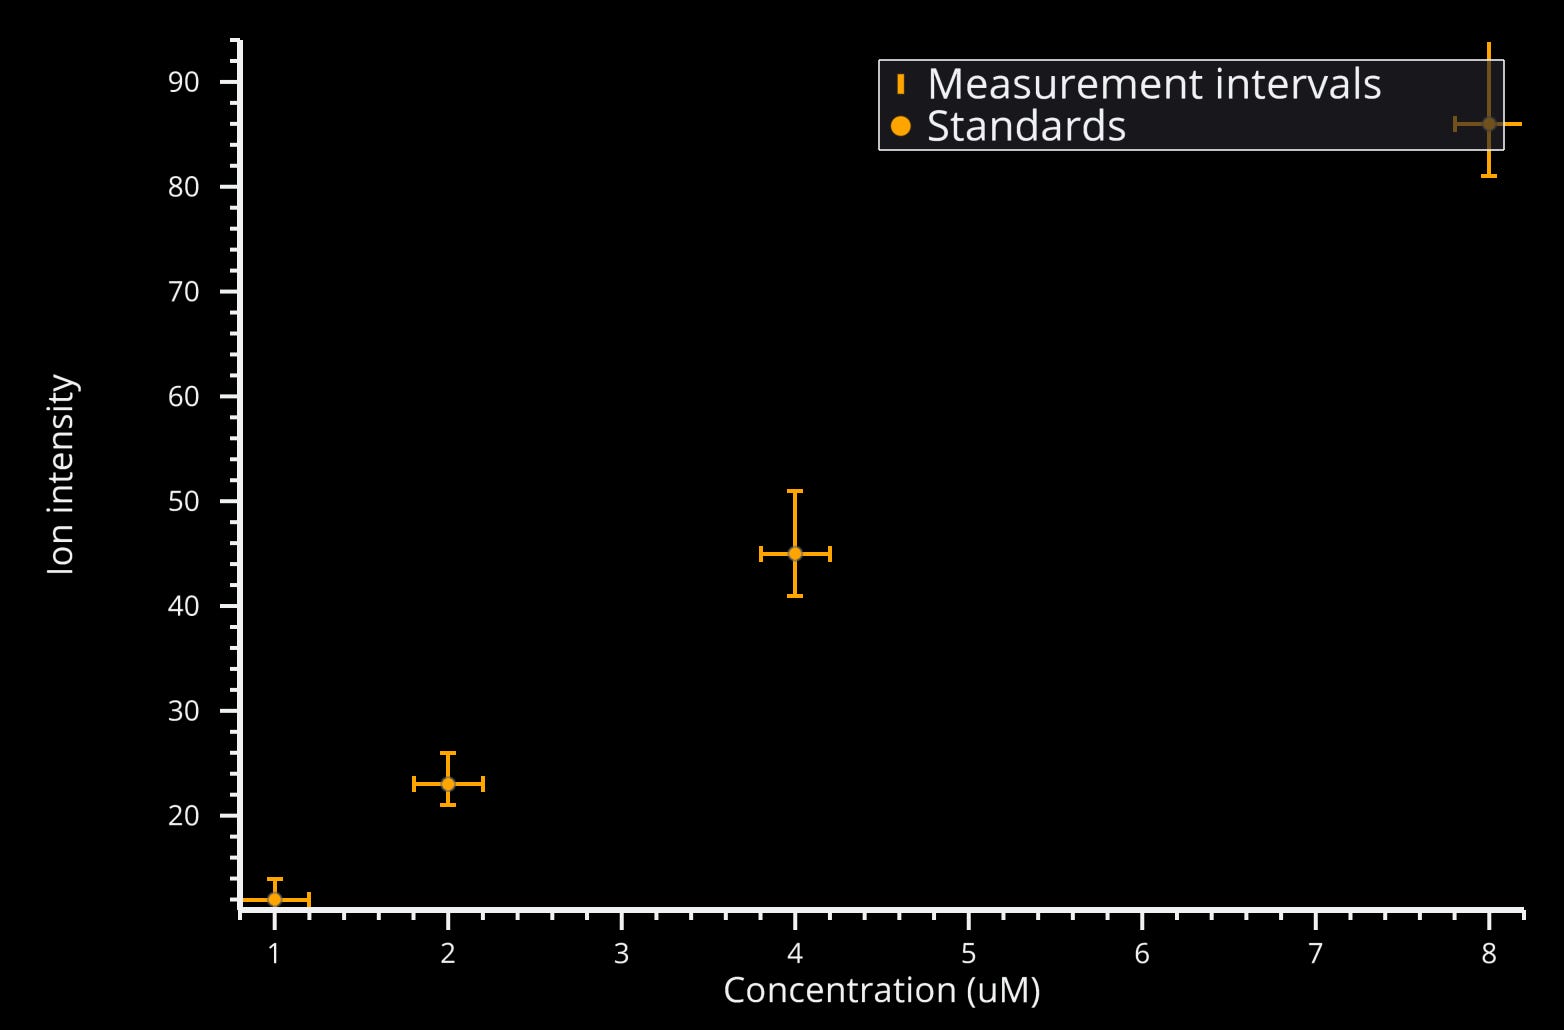 Measurement intervals
Standards
90
80
70
60
50
40
30
20
Ion intensity
1 2 3 4 5 6 7 8
Concentration (uM)